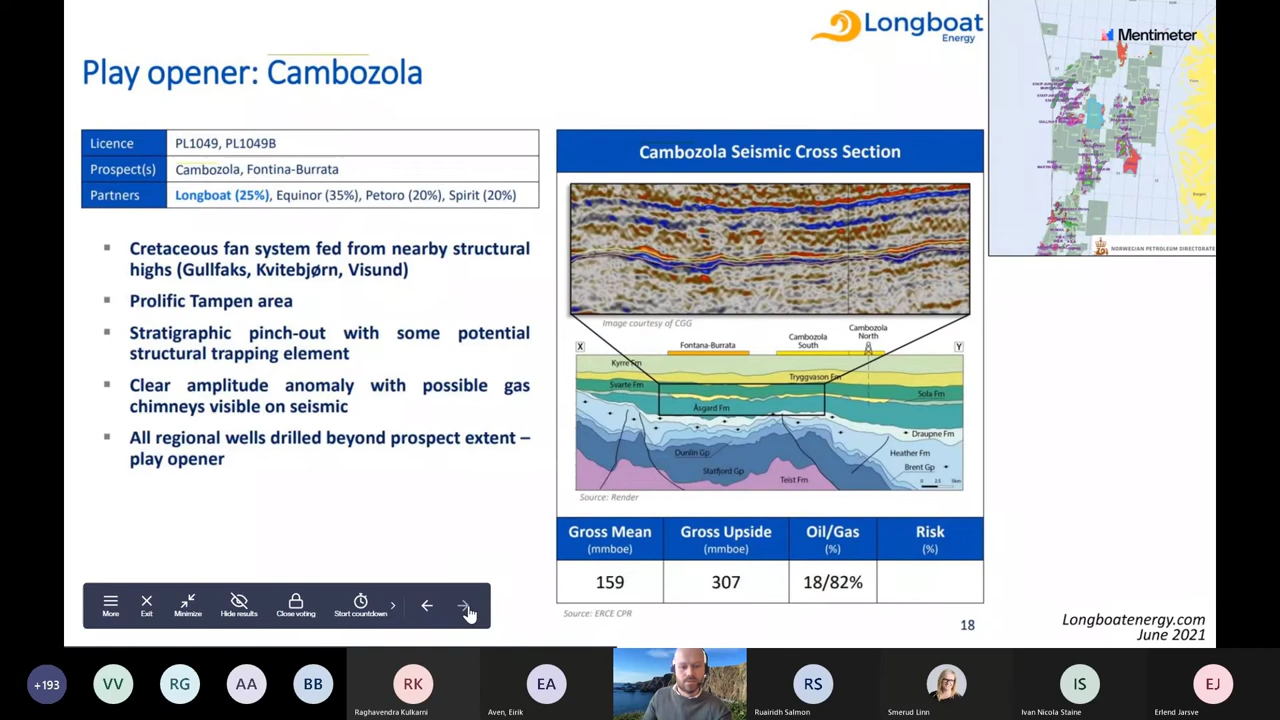 Longboat
Energy
Mentimeter
Play opener: Cambozola
Licence PL1049, PL1049B
Prospect(s) Cambozola, Fontina-Burrata
Partners Longboat (25%), Equinor (35%), Petoro (20%), Spirit (20%)
Cretaceous fan system fed from nearby structural
highs (Gullfaks, Kvitebjørn, Visund)
Prolific Tampen area
Stratigraphic pinch-out with some potential
structural trapping element
Clear amplitude anomaly with possible gas
chimneys visible on seismic
All regional wells drilled beyond prospect extent –
play opener
Cambozola Seismic Cross Section
Image courtesy of CGG
Cambozola
North
Cambozola
South
Fontina-Burrata
X
Y
Kyrre Fm
Tryggvason Fm
Svarte Fm
Sola Fm
Åsgard Fm
Draupne Fm
Dunlin Gp
Heather Fm
Statfjord Gp
Brent Gp
Teist Fm
0 2.5 5km
Source: Render
Gross Mean Gross Upside Oil/Gas Risk
(mmboe) (mmboe) (%) (%)
159 307 18/82%
Source: ERCE CPR
NORWEGIAN PETROLEUM DIRECTORATE
18
Longboatenergy.com
June 2021
More Exit Minimize Hide results Close voting Start countdown
+193 VV RG AA BB RK EA RS IS EJ
Raghavendra Kulkarni Aven, Eirik Ruairidh Salmon Smerud Linn Ivan Nicola Staine Erlend Jarsve